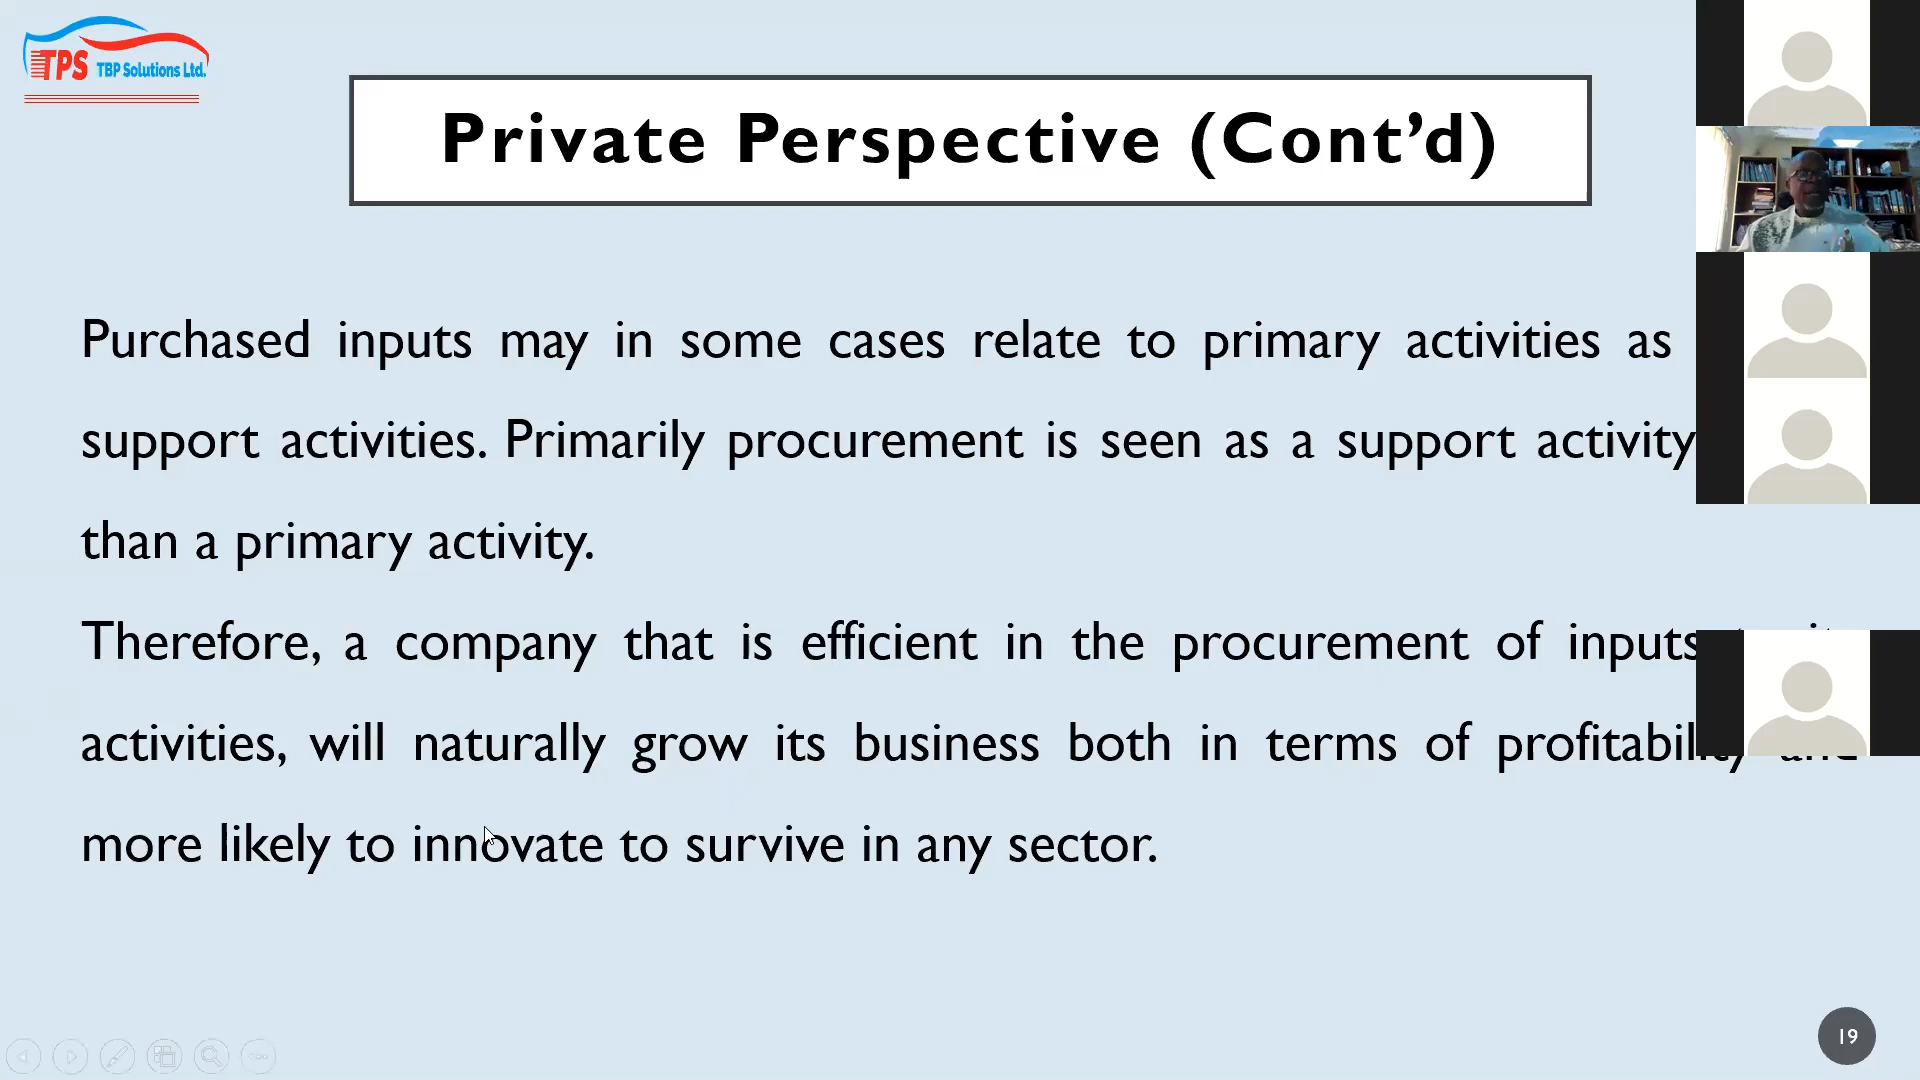 TPS TBP Solutions Ltd.
Private Perspective (Cont’d)
Purchased inputs may in some cases relate to primary activities as
support activities. Primarily procurement is seen as a support activity
than a primary activity.
Therefore, a company that is efficient in the procurement of inputs
activities, will naturally grow its business both in terms of profitability and
more likely to innovate to survive in any sector.
19